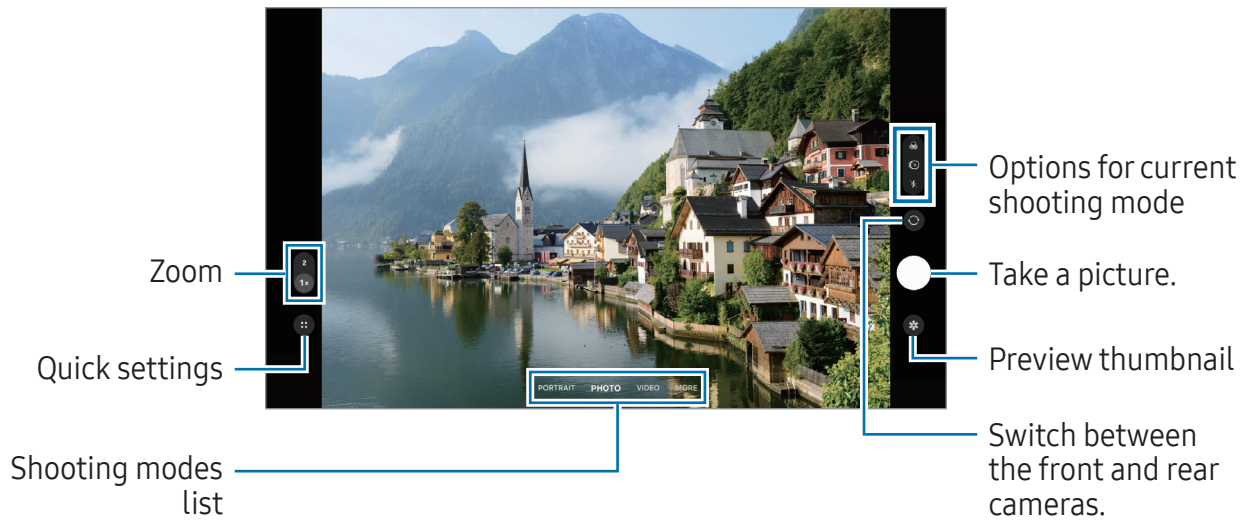 Zoom
2
1×
Quick settings
Shooting modes
list
PORTRAIT PHOTO VIDEO MORE
Options for current
shooting mode
Take a picture.
Preview thumbnail
Switch between
the front and rear
cameras.